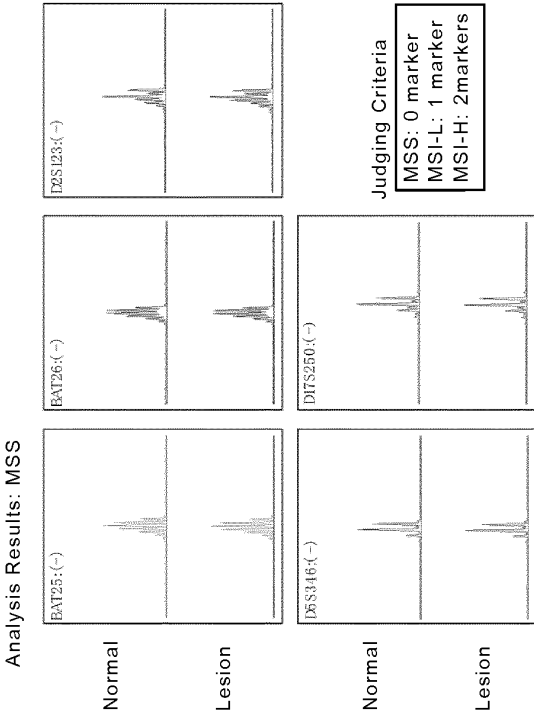 Analysis Results: MSS
BAT25:(-)
BAT26:(-)
D2S123:(-)
Normal
Lesion
D5S346:(-)
D17S250:(-)
Normal
Lesion
Judging Criteria
MSS: 0 marker
MSI-L: 1 marker
MSI-H: 2markers